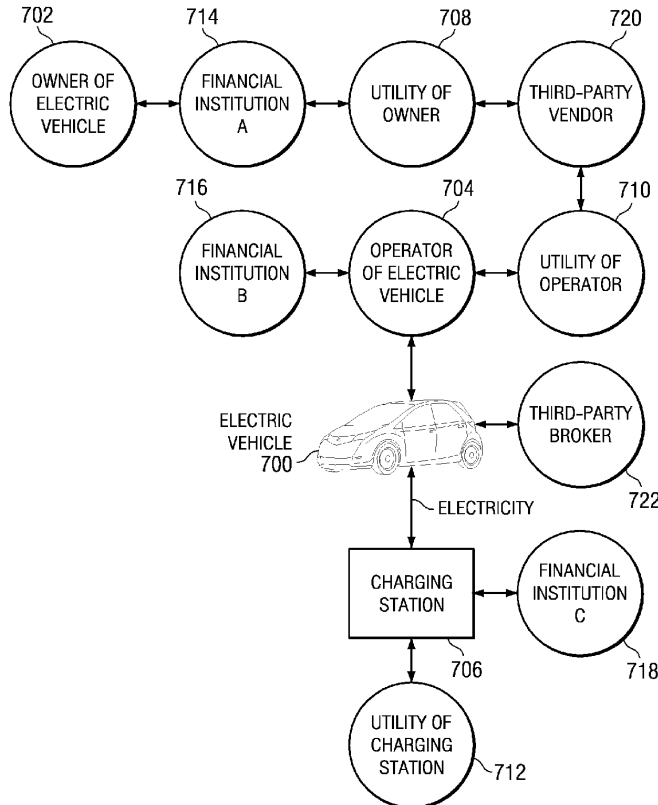 702
714
708
720
OWNER OF
ELECTRIC
VEHICLE
FINANCIAL
INSTITUTION
A
UTILITY OF
OWNER
THIRD-PARTY
VENDOR
716
704
710
FINANCIAL
INSTITUTION
B
OPERATOR
OF ELECTRIC
VEHICLE
UTILITY OF
OPERATOR
ELECTRIC
VEHICLE
700
THIRD-PARTY
BROKER
722
ELECTRICITY
CHARGING
STATION
706
FINANCIAL
INSTITUTION
C
718
UTILITY OF
CHARGING
STATION
712